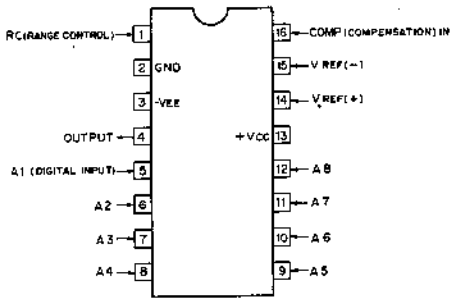 RC(RANGE CONTROL) 1
16 COMP(COMPENSATION) IN
2 GND
15 V REF(-)
3 -VEE
14 VREF(+)
OUTPUT 4
+VCC 13
A1 (DIGITAL INPUT) 5
12 A8
A2 6
11 A7
A3 7
10 A6
A4 8
9 A5